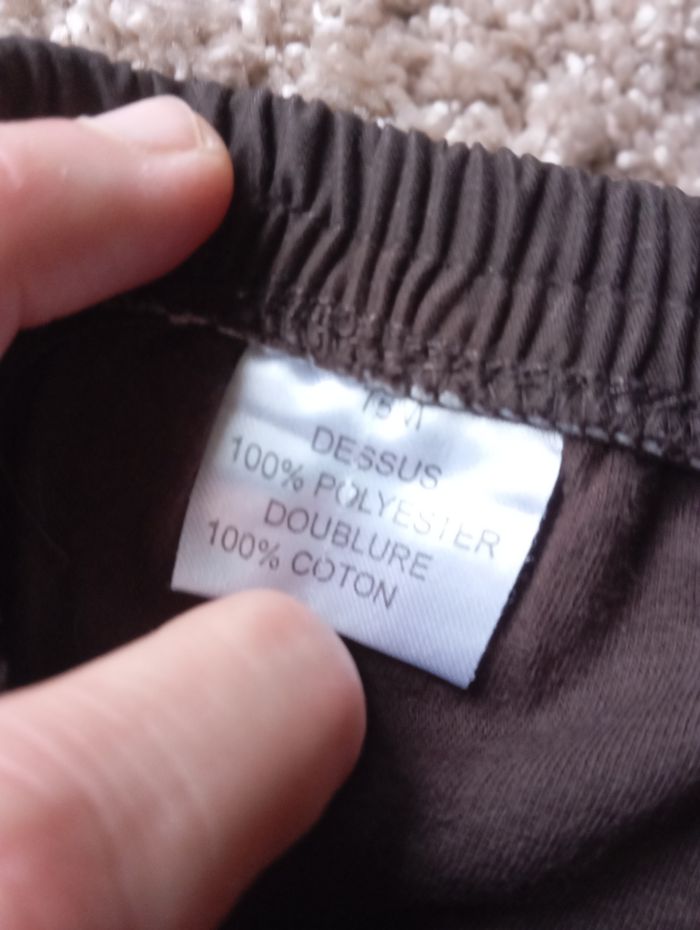 DESSUS
100% POLYESTER
DOUBLURE
100% COTON